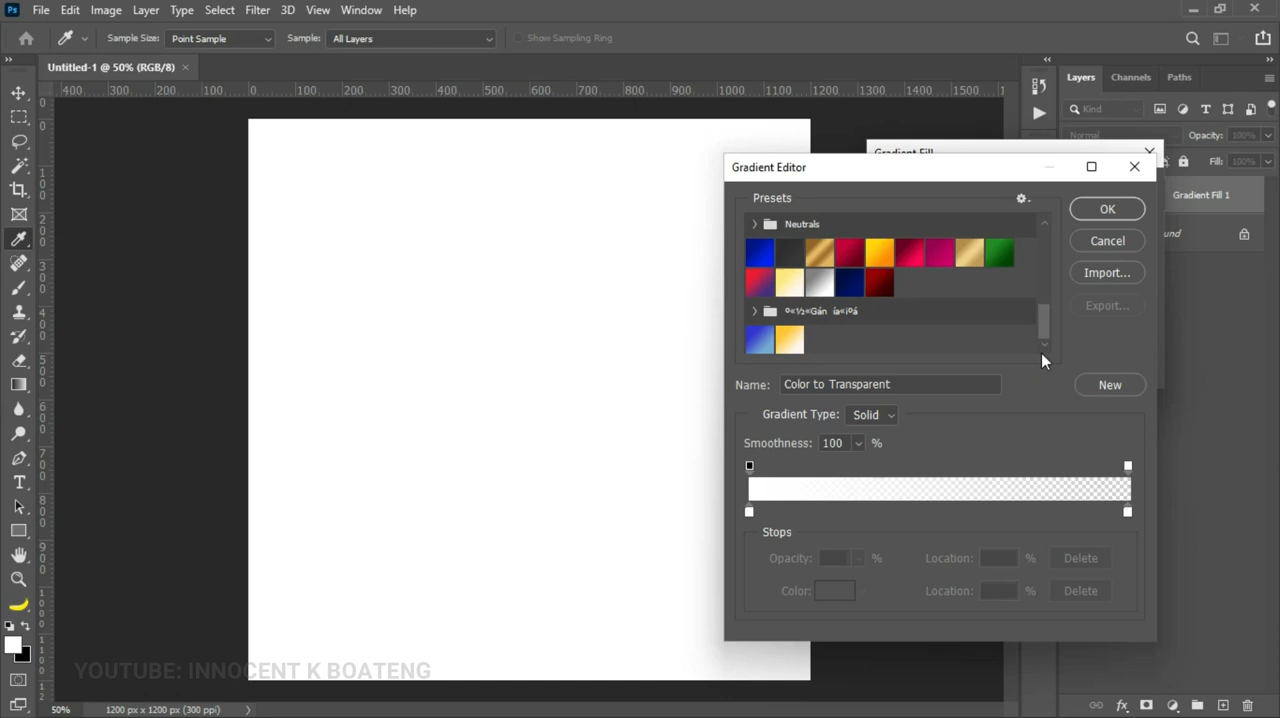 Ps File Edit Image Layer Type Select Filter 3D View Window Help
Sample Size: Point Sample Sample: All Layers Show Sampling Ring
Untitled-1 @ 50% (RGB/8) ×
400 300 200 100 0 100 200 300 400 500 600 700 800 900 1000 1100 1200 1300 1400 1500
Layers Channels Paths
Kind
Normal Opacity: 100%
Fill: 100%
Gradient Fill
Gradient Fill 1
Gradient Editor
Presets
Neutrals
OK
Cancel
Import...
Export...
Name: Color to Transparent
New
Gradient Type: Solid
Smoothness: 100 %
Stops
Opacity: % Location: % Delete
Color: Location: % Delete
YOUTUBE: INNOCENT K BOATENG
50% 1200 px x 1200 px (300 ppi)